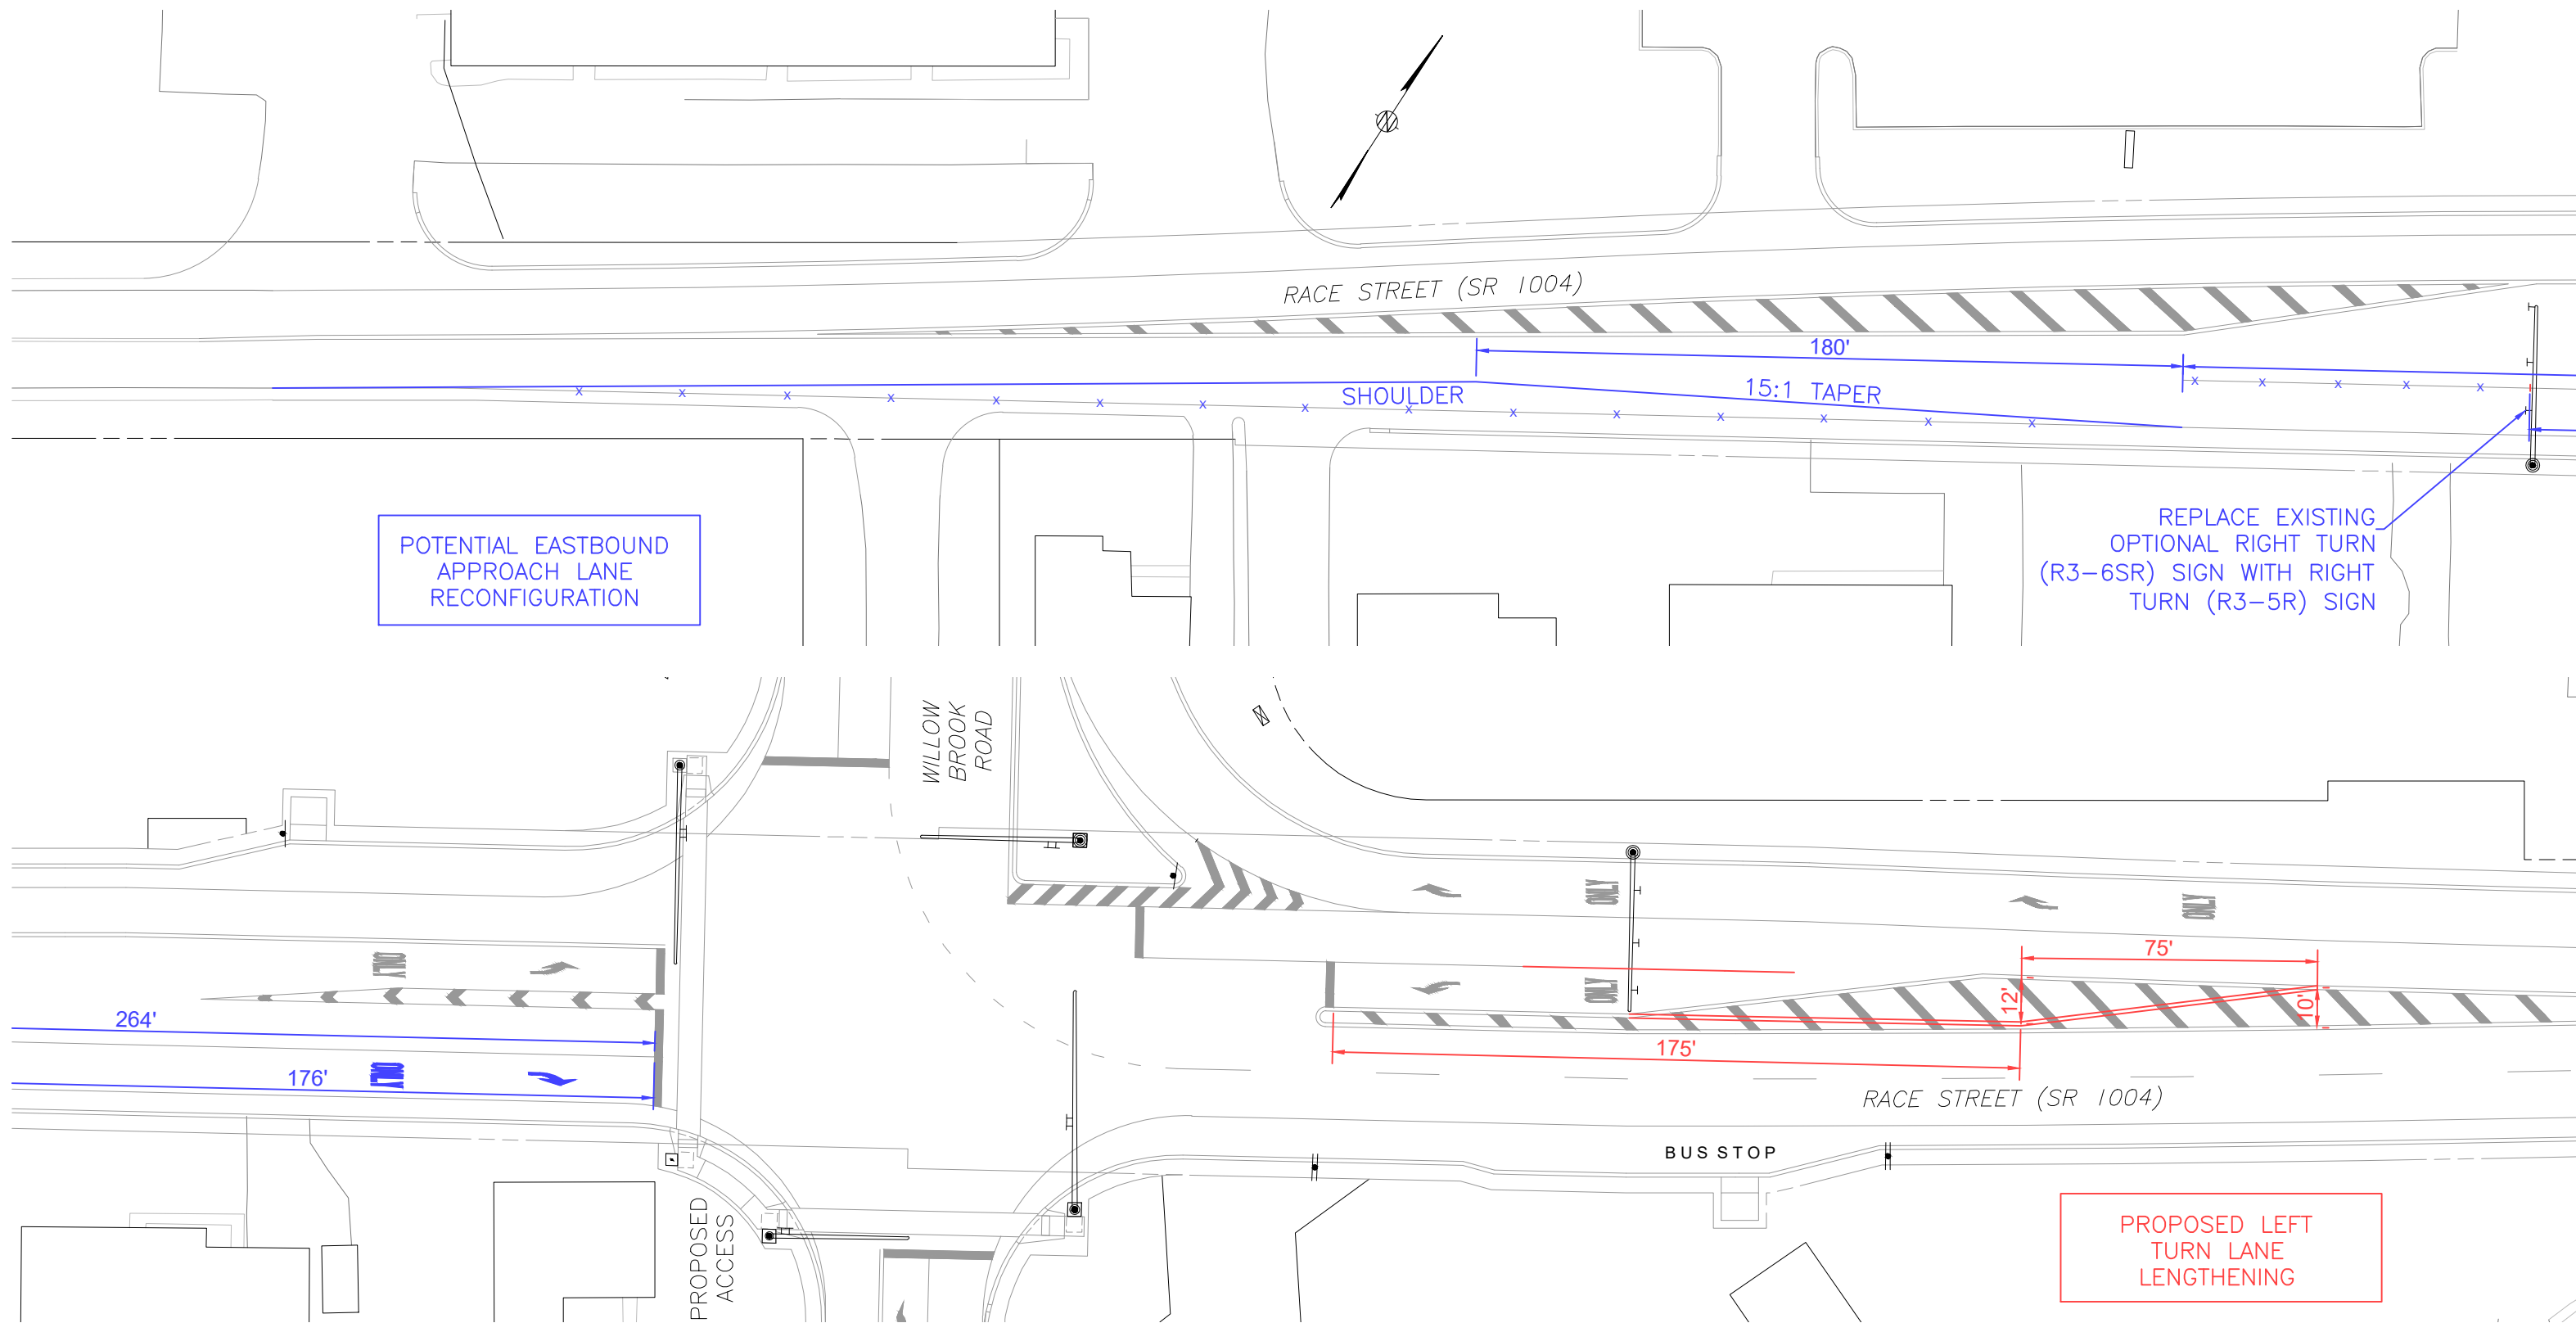 RACE STREET (SR 1004)
180'
SHOULDER
15:1 TAPER
POTENTIAL EASTBOUND
APPROACH LANE
RECONFIGURATION
REPLACE EXISTING
OPTIONAL RIGHT TURN
(R3-6SR) SIGN WITH RIGHT
TURN (R3-5R) SIGN
WILLOW
BROOK
ROAD
ONLY
ONLY
ONLY
ONLY
264'
176'
ONLY
75'
12'
10'
175'
RACE STREET (SR 1004)
BUS STOP
PROPOSED
ACCESS
PROPOSED LEFT
TURN LANE
LENGTHENING